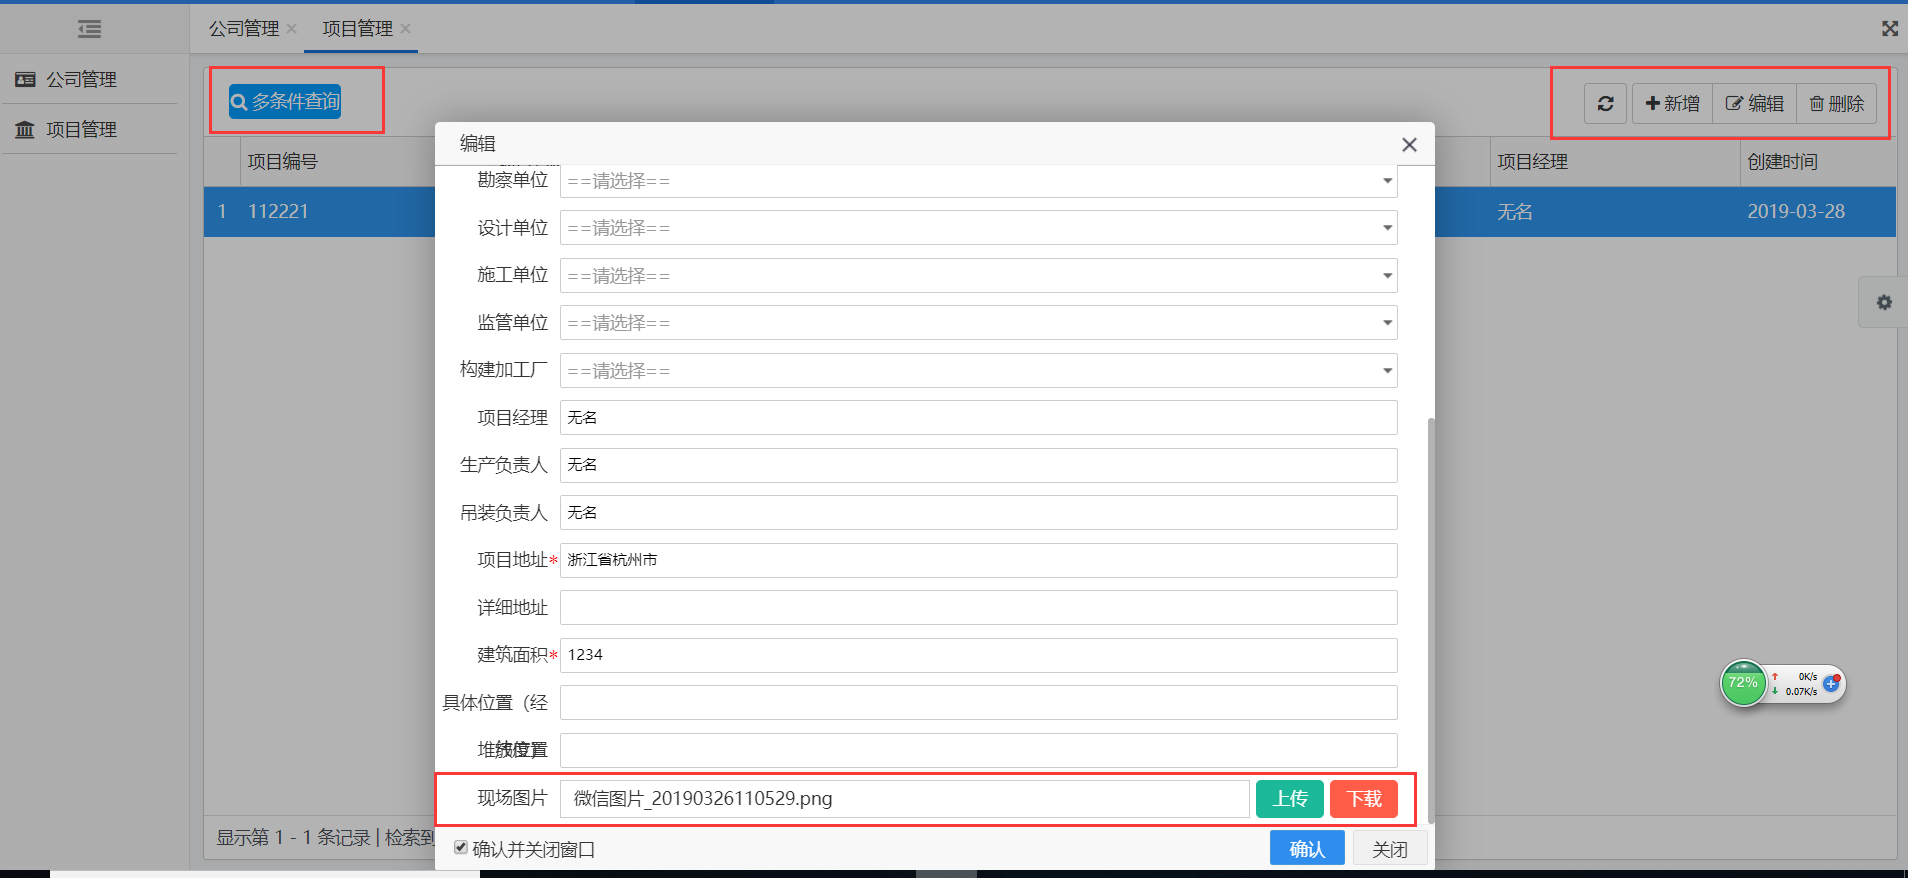 公司管理
项目管理
公司管理
项目管理
多条件查询
新增
编辑
删除
项目编号
项目经理
创建时间
1
112221
无名
2019-03-28
编辑
勘察单位
==请选择==
设计单位
==请选择==
施工单位
==请选择==
监管单位
==请选择==
构建加工厂
==请选择==
项目经理
无名
生产负责人
无名
吊装负责人
无名
项目地址*
浙江省杭州市
详细地址
建筑面积*
1234
具体位置（经
现场图片
微信图片_20190326110529.png
上传
下载
确认并关闭窗口
确认
关闭
显示第 1 - 1 条记录 | 检索到
72%
0K/s
0.07K/s